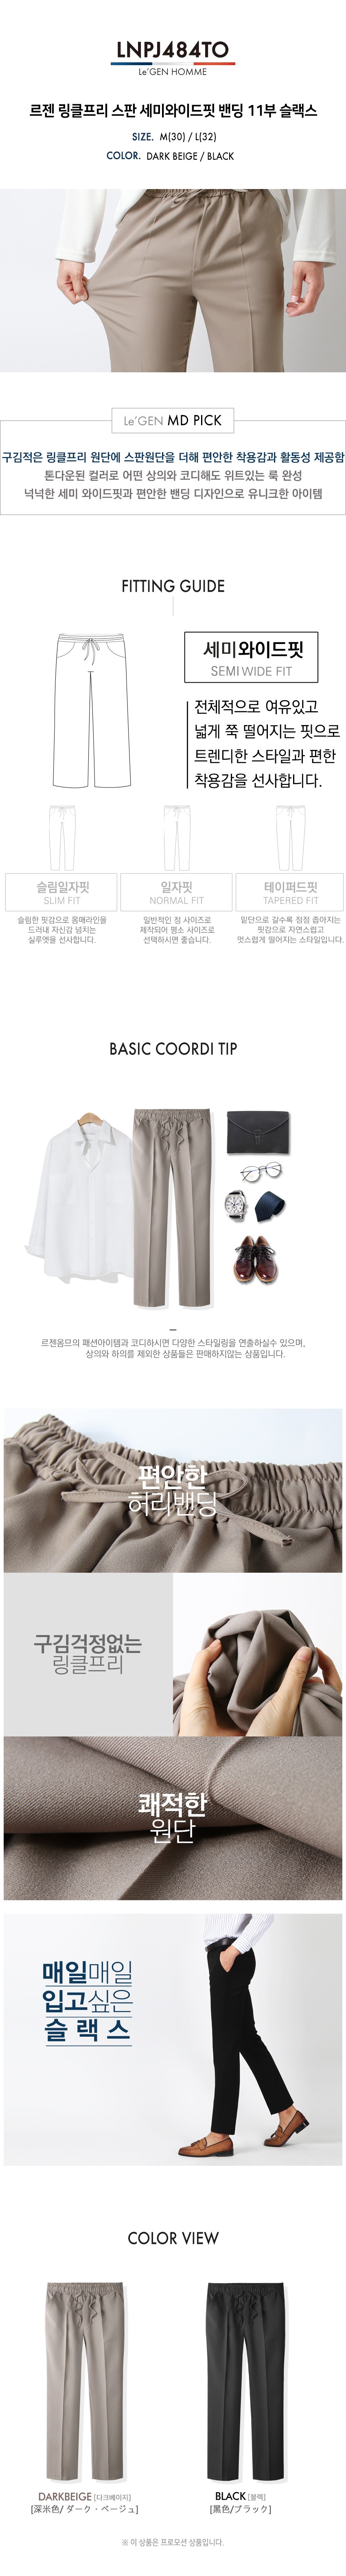 LNPJ484TO
Le'GEN HOMME
르젠 링클프리 스판 세미와이드핏 밴딩 11부 슬랙스
SIZE. M(30) / L(32)
COLOR. DARK BEIGE / BLACK
Le'GEN MD PICK
구김적은 링클프리 원단에 스판원단을 더해 편안한 착용감과 활동성 제공함
톤다운된 컬러로 어떤 상의와 코디해도 위트있는 룩 완성
넉넉한 세미 와이드핏과 편안한 밴딩 디자인으로 유니크한 아이템
FITTING GUIDE
세미와이드핏
SEMI WIDE FIT
전체적으로 여유있고
넓게 쭉 떨어지는 핏으로
트렌디한 스타일과 편한
착용감을 선사합니다.
슬림일자핏
SLIM FIT
슬림한 핏감으로 몸매라인을
드러내 자신감 넘치는
실루엣을 선사합니다.
일자핏
NORMAL FIT
일반적인 정 사이즈로
제작되어 평소 사이즈로
선택하시면 좋습니다.
테이퍼드핏
TAPERED FIT
밑단으로 갈수록 점점 좁아지는
핏감으로 자연스럽고
멋스럽게 떨어지는 스타일입니다.
BASIC COORDI TIP
르젠옴므의 패션아이템과 코디하시면 다양한 스타일링을 연출하실수 있으며,
상의와 하의를 제외한 상품들은 판매하지않는 상품입니다.
편안한
허리밴딩
구김걱정없는
링클프리
쾌적한
원단
매일매일
입고싶은
슬랙스
COLOR VIEW
DARKBEIGE [다크베이지]
[深米色/ ダーク・ベージュ]
BLACK [블랙]
[黑色/ブラック]
※ 이 상품은 프로모션 상품입니다.